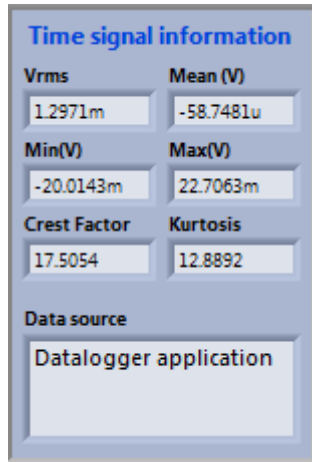 Time signal information
Vrms Mean (V)
1.2971m -58.7481u
Min(V) Max(V)
-20.0143m 22.7063m
Crest Factor Kurtosis
17.5054 12.8892
Data source
Datalogger application